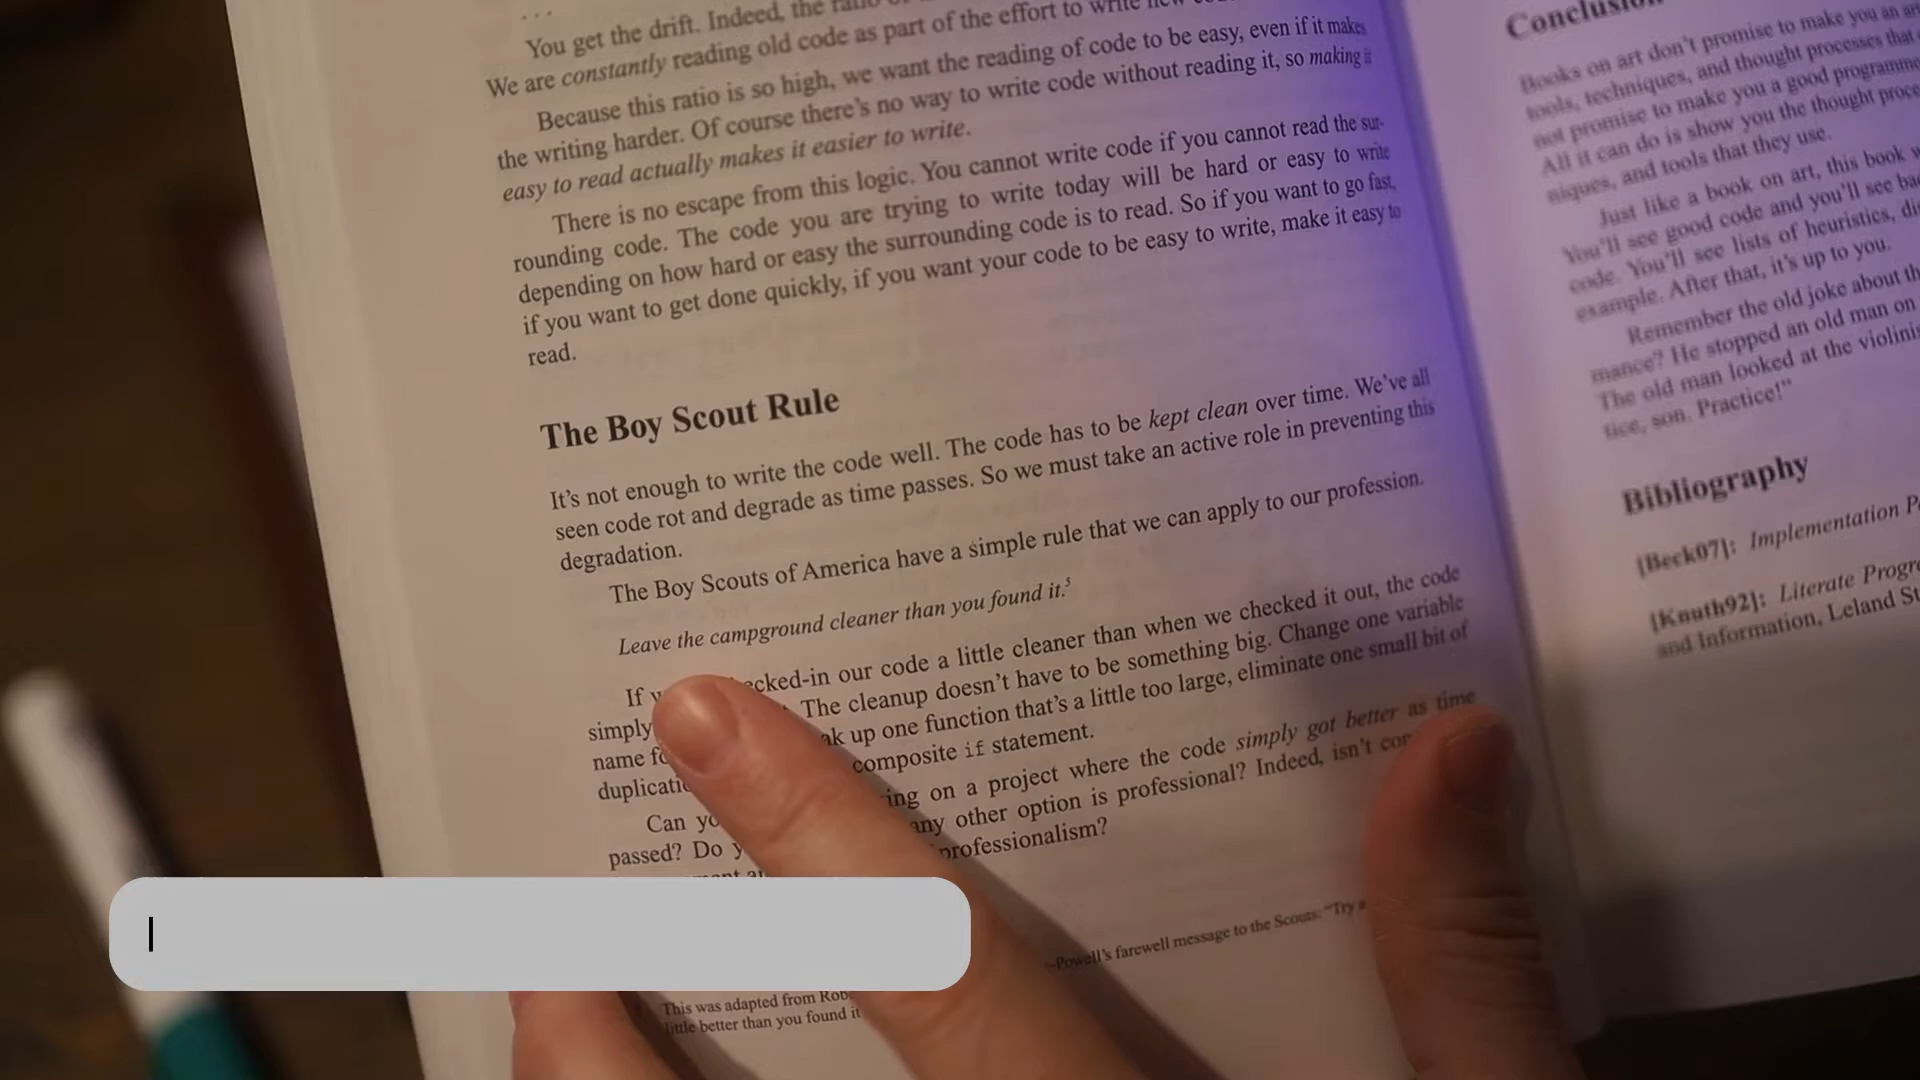 ...
You get the drift. Indeed, the ratio
We are constantly reading old code as part of the effort to write new
Because this ratio is so high, we want the reading of code to be easy, even if it makes
the writing harder. Of course there's no way to write code without reading it, so making it
easy to read actually makes it easier to write.
There is no escape from this logic. You cannot write code if you cannot read the sur-
rounding code. The code you are trying to write today will be hard or easy to write
depending on how hard or easy the surrounding code is to read. So if you want to go fast,
if you want to get done quickly, if you want your code to be easy to write, make it easy to
read.
The Boy Scout Rule
It's not enough to write the code well. The code has to be kept clean over time. We've all
seen code rot and degrade as time passes. So we must take an active role in preventing this
degradation.
The Boy Scouts of America have a simple rule that we can apply to our profession.
Leave the campground cleaner than you found it.5
If cked-in our code a little cleaner than when we checked it out, the code
simply The cleanup doesn't have to be something big. Change one variable
name up one function that's a little too large, eliminate one small bit of
composite if statement.
Can on a project where the code simply got better as time
passed? Do any other option is professional? Indeed, isn't
professionalism?
-Powell's farewell message to the Scouts: "Try
This was adapted from
little better than you found it
Conclusion
Books on art don't promise to make you an
tools, techniques, and thought processes that
not promise to make you a good programmer
All it can do is show you the thought
niques, and tools that they use.
Just like a book on art, this book
You'll see good code and you'll see
code. You'll see lists of heuristics,
example. After that, it's up to you.
Remember the old joke about the
mance? He stopped an old man on
The old man looked at the
tice, son. Practice!"
Bibliography
[Beck07]: Implementation
[Knuth92]: Literate
and Information, Leland